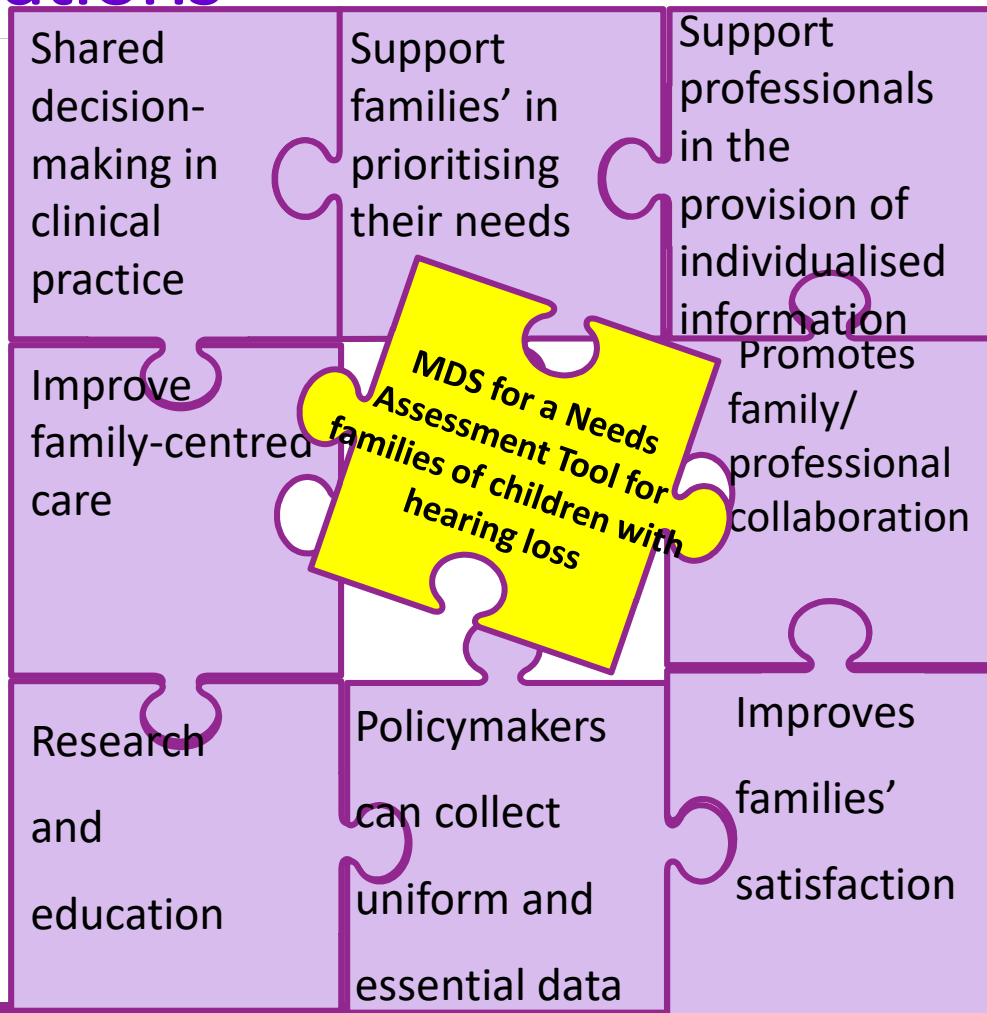 Shared
decision-
making in
clinical
practice
Support
families’ in
prioritising
their needs
Support
professionals
in the
provision of
individualised
information
Improve
family-centred
care
MDS for a Needs
Assessment Tool for
families of children with
hearing loss
Promotes
family/
professional
collaboration
Research
and
education
Policymakers
can collect
uniform and
essential data
Improves
families’
satisfaction